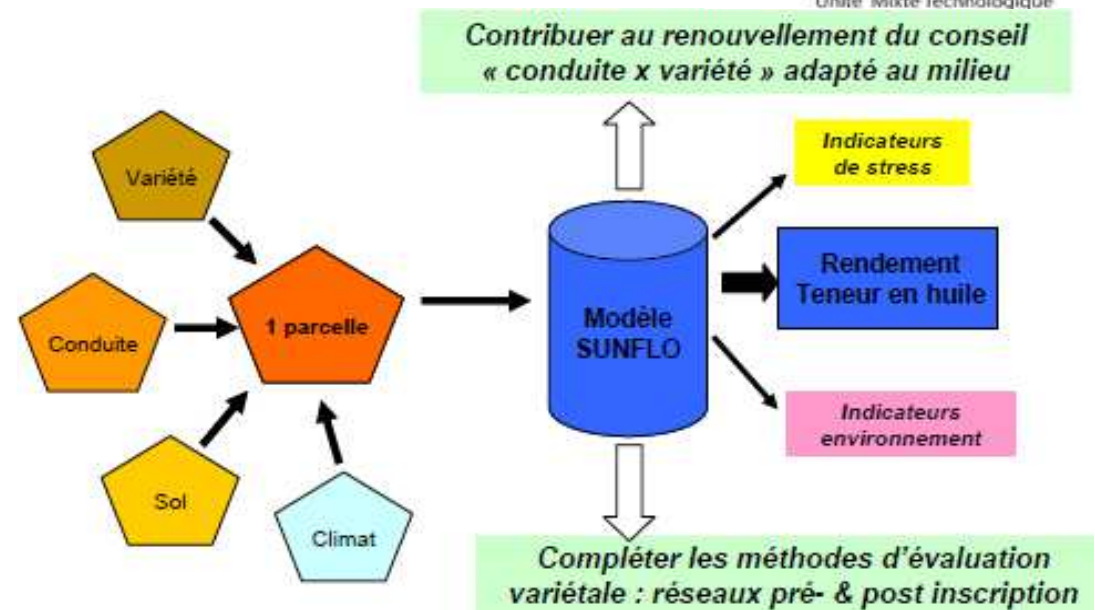 Unité Mixte Technologique
Contribuer au renouvellement du conseil
« conduite x variété » adapté au milieu
Variété
Conduite
Sol
Climat
1 parcelle
Modèle
SUNFLO
Indicateurs
de stress
Rendement
Teneur en huile
Indicateurs
environnement
Compléter les méthodes d'évaluation
variétale : réseaux pré- & post inscription